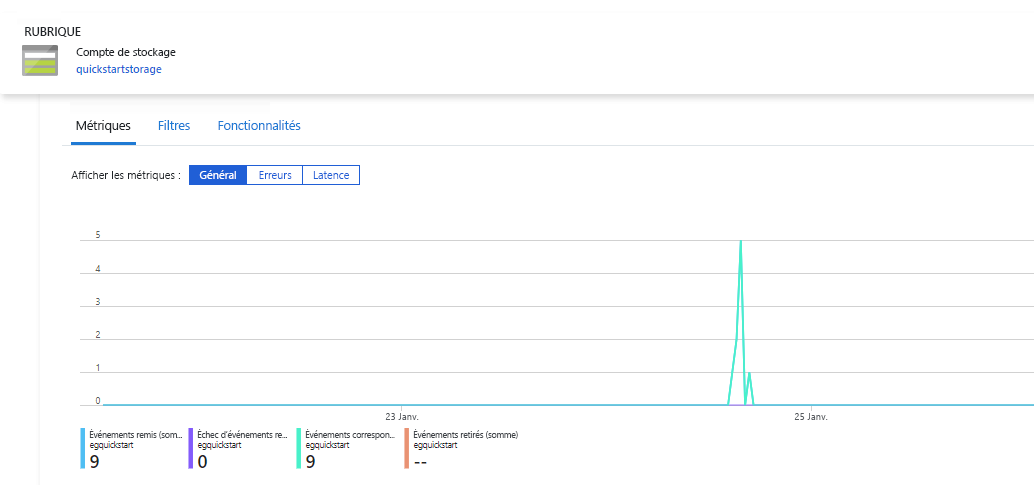 RUBRIQUE
Compte de stockage
quickstartstorage
Métriques Filtres Fonctionnalités
Afficher les métriques : Général Erreurs Latence
5
4
3
2
1
0
23 Janv. 25 Janv.
Événements remis (som... Échec d'événements re... Événements correspon... Événements retirés (somme)
egquickstart egquickstart egquickstart egquickstart
9 0 9 --